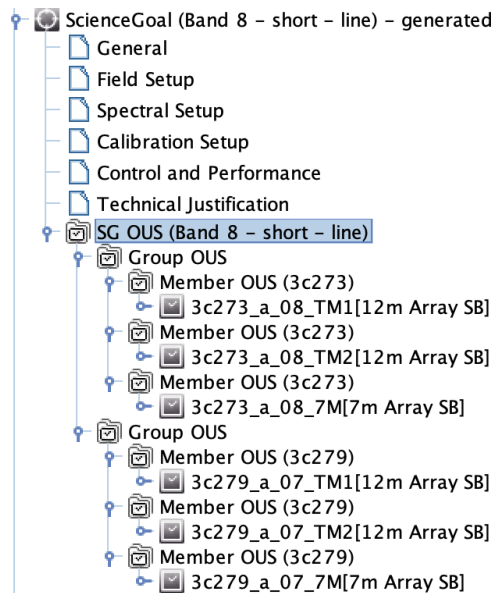 ScienceGoal (Band 8 – short – line) – generated
General
Field Setup
Spectral Setup
Calibration Setup
Control and Performance
Technical Justification
SG OUS (Band 8 – short – line)
Group OUS
Member OUS (3c273)
3c273_a_08_TM1[12m Array SB]
Member OUS (3c273)
3c273_a_08_TM2[12m Array SB]
Member OUS (3c273)
3c273_a_08_7M[7m Array SB]
Group OUS
Member OUS (3c279)
3c279_a_07_TM1[12m Array SB]
Member OUS (3c279)
3c279_a_07_TM2[12m Array SB]
Member OUS (3c279)
3c279_a_07_7M[7m Array SB]